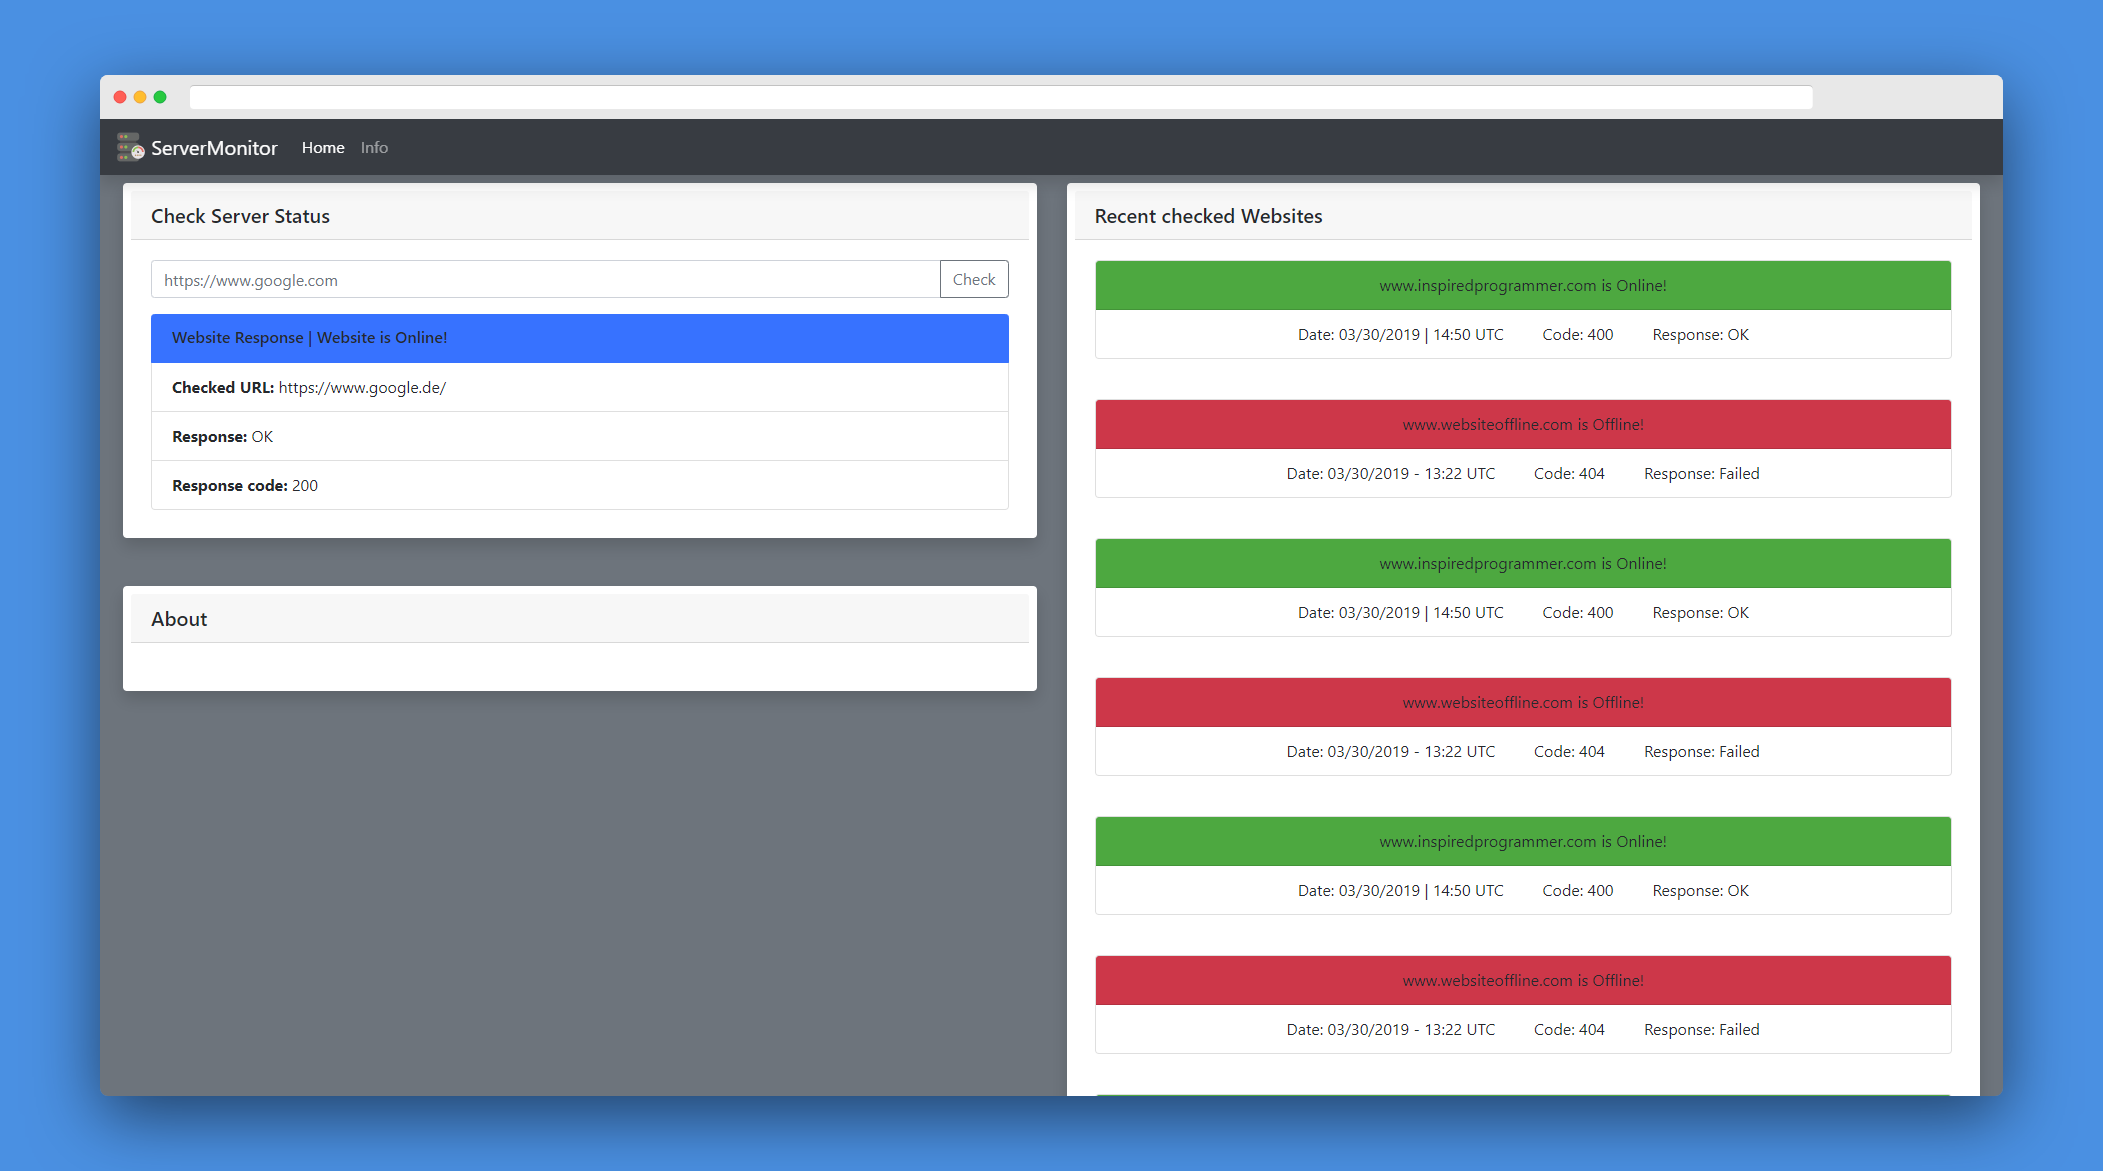 ServerMonitor Home Info
Check Server Status
https://www.google.com Check
Website Response | Website is Online!
Checked URL: https://www.google.de/
Response: OK
Response code: 200
About
Recent checked Websites
www.inspiredprogrammer.com is Online!
Date: 03/30/2019 | 14:50 UTC Code: 400 Response: OK
www.websiteoffline.com is Offline!
Date: 03/30/2019 - 13:22 UTC Code: 404 Response: Failed
www.inspiredprogrammer.com is Online!
Date: 03/30/2019 | 14:50 UTC Code: 400 Response: OK
www.websiteoffline.com is Offline!
Date: 03/30/2019 - 13:22 UTC Code: 404 Response: Failed
www.inspiredprogrammer.com is Online!
Date: 03/30/2019 | 14:50 UTC Code: 400 Response: OK
www.websiteoffline.com is Offline!
Date: 03/30/2019 - 13:22 UTC Code: 404 Response: Failed